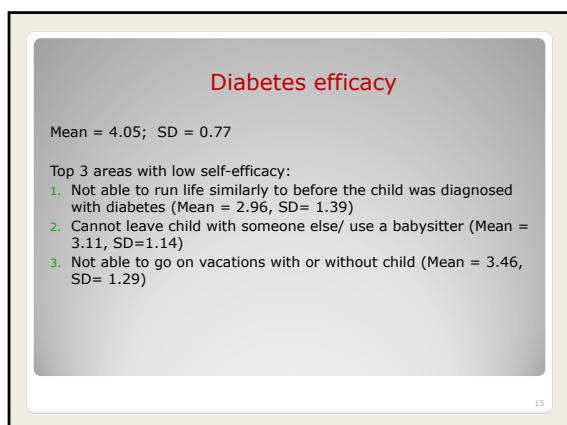 Diabetes efficacy
Mean = 4.05; SD = 0.77
Top 3 areas with low self-efficacy:
1. Not able to run life similarly to before the child was diagnosed
with diabetes (Mean = 2.96, SD= 1.39)
2. Cannot leave child with someone else/ use a babysitter (Mean =
3.11, SD=1.14)
3. Not able to go on vacations with or without child (Mean = 3.46,
SD= 1.29)
15